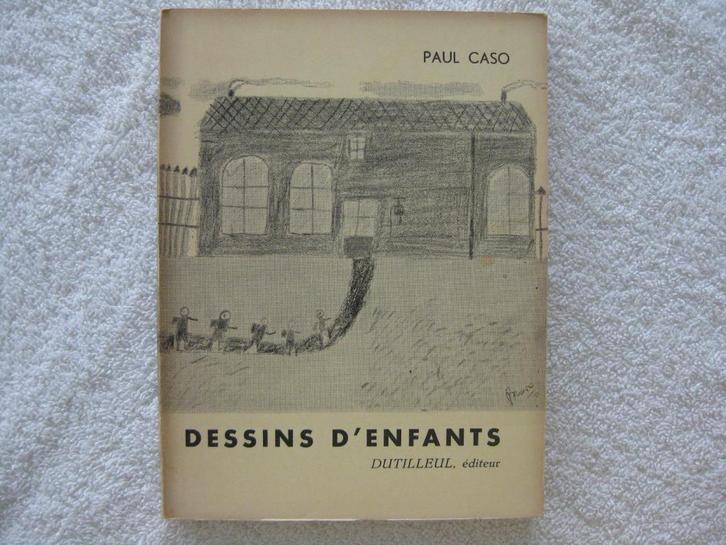 PAUL CASO
DESSINS D'ENFANTS
DUTILLEUL, éditeur